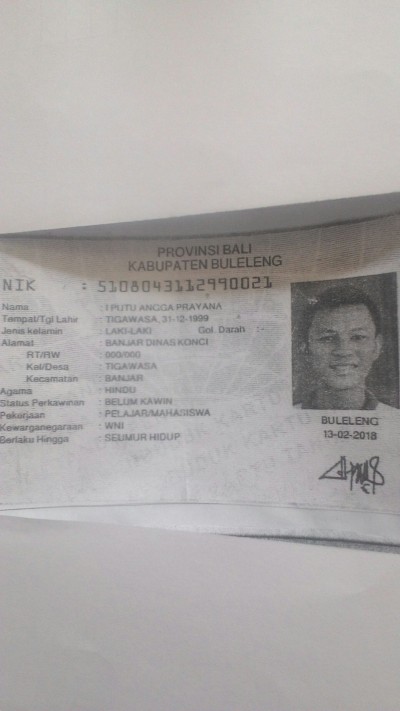 PROVINSI BALI
KABUPATEN BULELENG
NIK : 5108043112990021
Nama : I PUTU ANGGA PRAYANA
Tempat/Tgl Lahir : TIGAWASA, 31-12-1999
Jenis kelamin : LAKI-LAKI Gol. Darah
Alamat : BANJAR DINAS KONCI
RT/RW : 000/000
Kel/Desa : TIGAWASA
Kecamatan : BANJAR
Agama : HINDU
Status Perkawinan : BELUM KAWIN
Pekerjaan : PELAJAR/MAHASISWA
Kewarganegaraan : WNI
Berlaku Hingga : SEUMUR HIDUP
BULELENG
13-02-2018